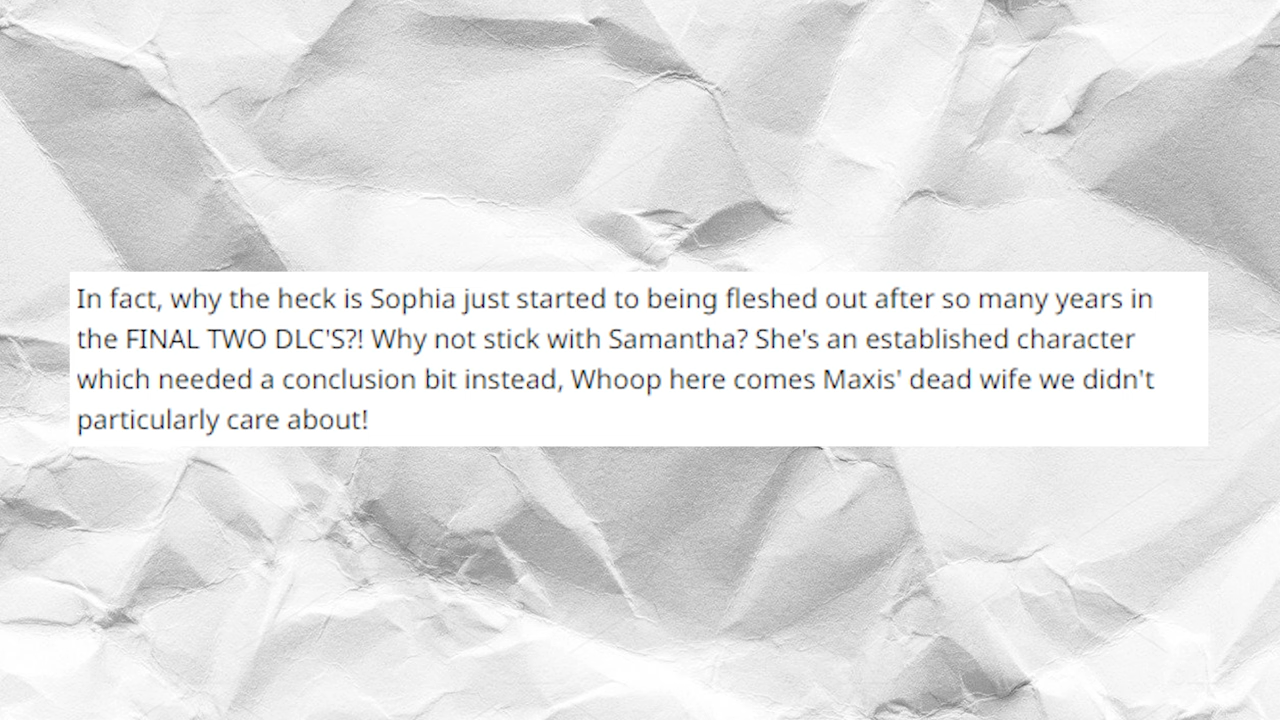 In fact, why the heck is Sophia just started to being fleshed out after so many years in
the FINAL TWO DLC'S?! Why not stick with Samantha? She's an established character
which needed a conclusion bit instead, Whoop here comes Maxis' dead wife we didn't
particularly care about!